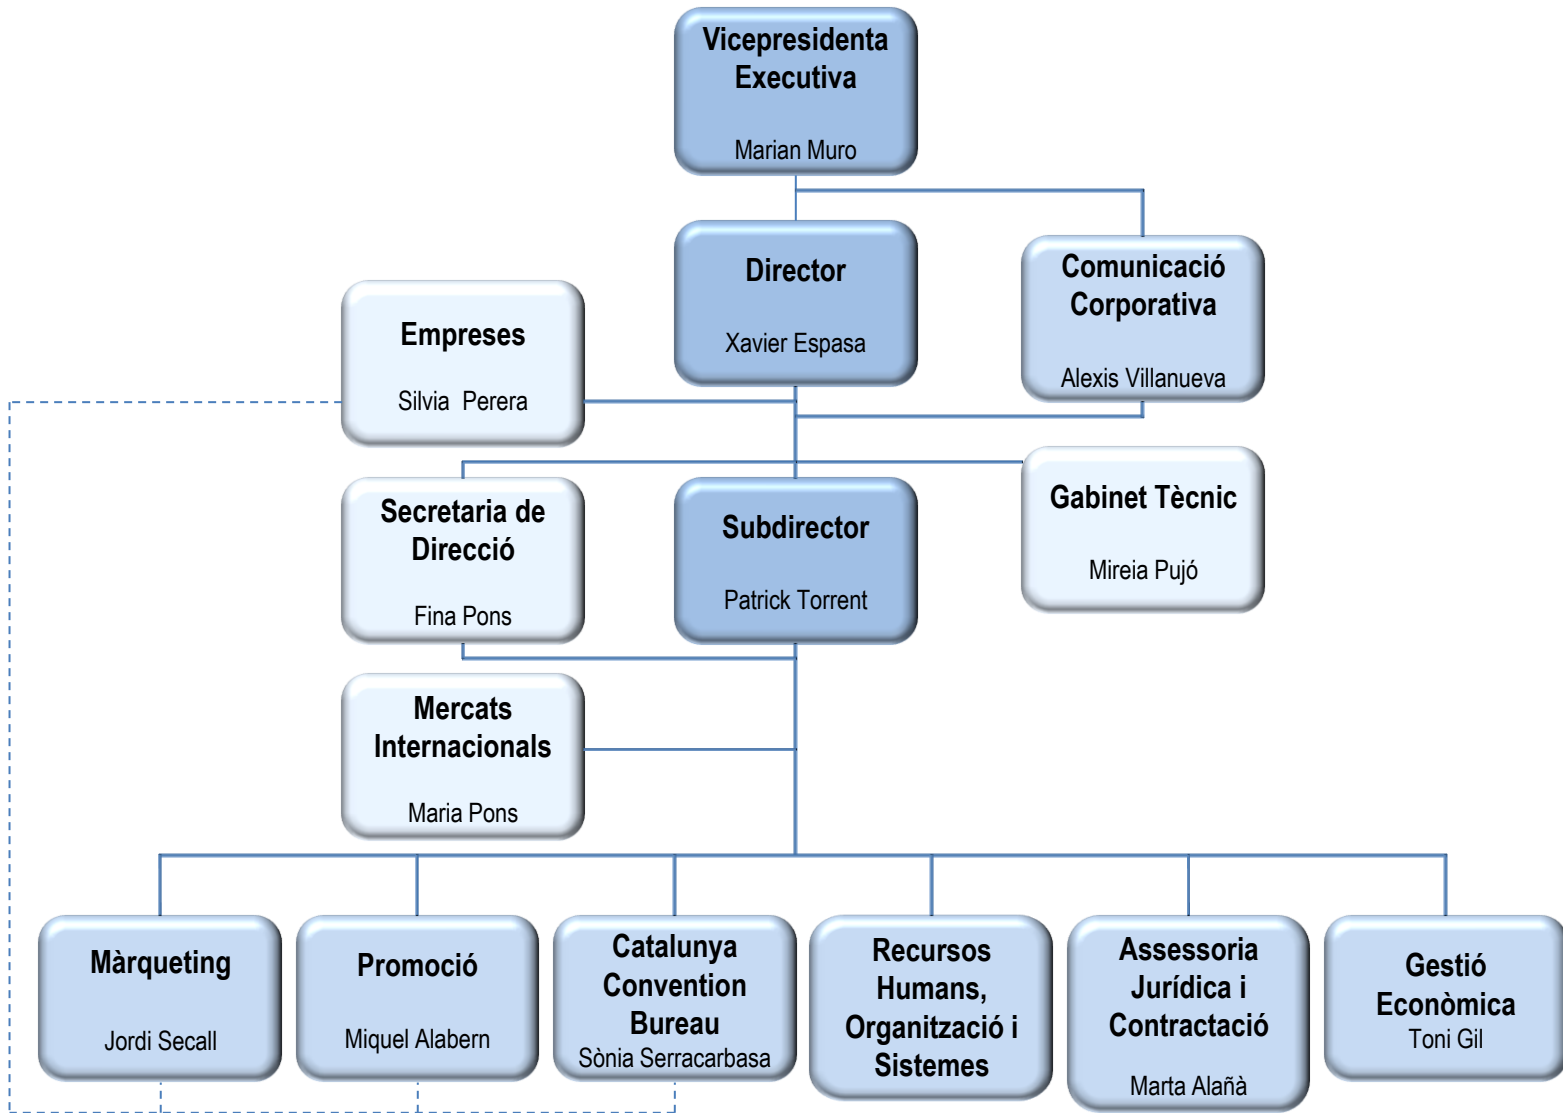 Vicepresidenta
Executiva
Marian Muro
Director
Xavier Espasa
Comunicació
Corporativa
Alexis Villanueva
Empreses
Silvia Perera
Secretaria de
Direcció
Fina Pons
Subdirector
Patrick Torrent
Gabinet Tècnic
Mireia Pujó
Mercats
Internacionals
Maria Pons
Màrqueting
Jordi Secall
Promoció
Miquel Alabern
Catalunya
Convention
Bureau
Sònia Serracarbasa
Recursos
Humans,
Organització i
Sistemes
Assessoria
Jurídica i
Contractació
Marta Alañà
Gestió
Econòmica
Toni Gil